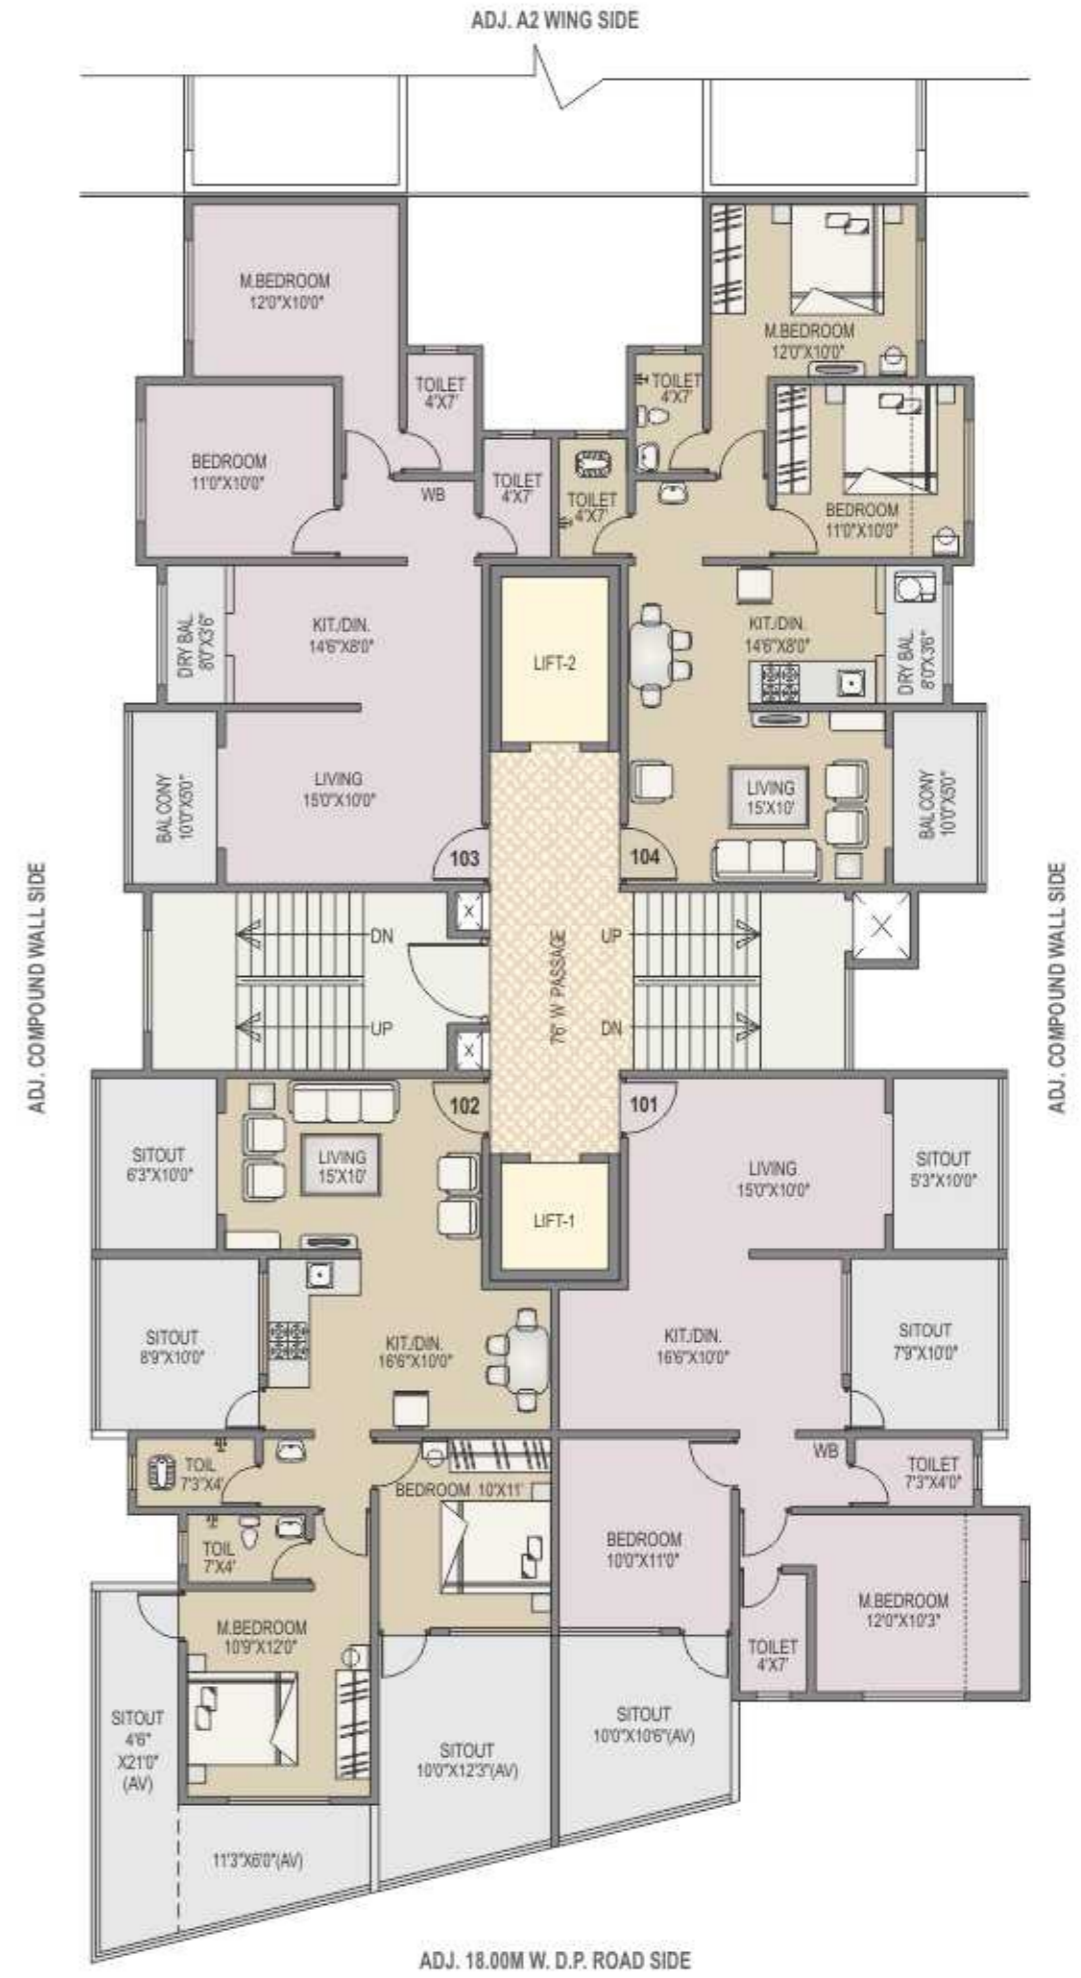 ADJ. A2 WING SIDE
M.BEDROOM
12'0"X10'0"
M.BEDROOM
12'0"X10'0"
TOILET
4'X7'
TOILET
4'X7'
BEDROOM
11'0"X10'0"
WB
TOILET
4'X7'
TOILET
4'X7'
BEDROOM
11'0"X10'0"
DRY BAL.
8'0"X3'6"
KIT./DIN.
14'6"X8'0"
LIFT-2
KIT./DIN.
14'6"X8'0"
DRY BAL.
8'0"X3'6"
BALCONY
10'0"X5'0"
LIVING
15'0"X10'0"
LIVING
15'X10'
BALCONY
10'0"X5'0"
103
104
ADJ. COMPOUND WALL SIDE
DN
UP
7'6" W PASSAGE
UP
DN
ADJ. COMPOUND WALL SIDE
102
101
SITOUT
6'3"X10'0"
LIVING
15'X10'
LIVING
15'0"X10'0"
SITOUT
5'3"X10'0"
LIFT-1
SITOUT
8'9"X10'0"
KIT./DIN.
16'6"X10'0"
KIT./DIN.
16'6"X10'0"
SITOUT
7'9"X10'0"
TOIL
7'3"X4'
BEDROOM 10'X11'
WB
TOILET
7'3"X4'0"
TOIL
7'X4'
BEDROOM
10'0"X11'0"
M.BEDROOM
10'9"X12'0"
M.BEDROOM
12'0"X10'3"
TOILET
4'X7'
SITOUT
4'6"
X21'0"
(AV)
SITOUT
10'0"X12'3"(AV)
SITOUT
10'0"X10'6"(AV)
11'3"X6'0"(AV)
ADJ. 18.00M W. D.P. ROAD SIDE